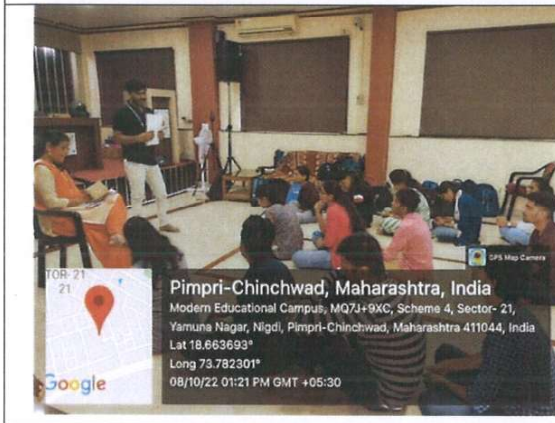 GPS Map Camera
TOR- 21
21
Google
Pimpri-Chinchwad, Maharashtra, India
Modern Educational Campus, MQ7J+9XC, Scheme 4, Sector- 21,
Yamuna Nagar, Nigdi, Pimpri-Chinchwad, Maharashtra 411044, India
Lat 18.663693°
Long 73.782301°
08/10/22 01:21 PM GMT +05:30